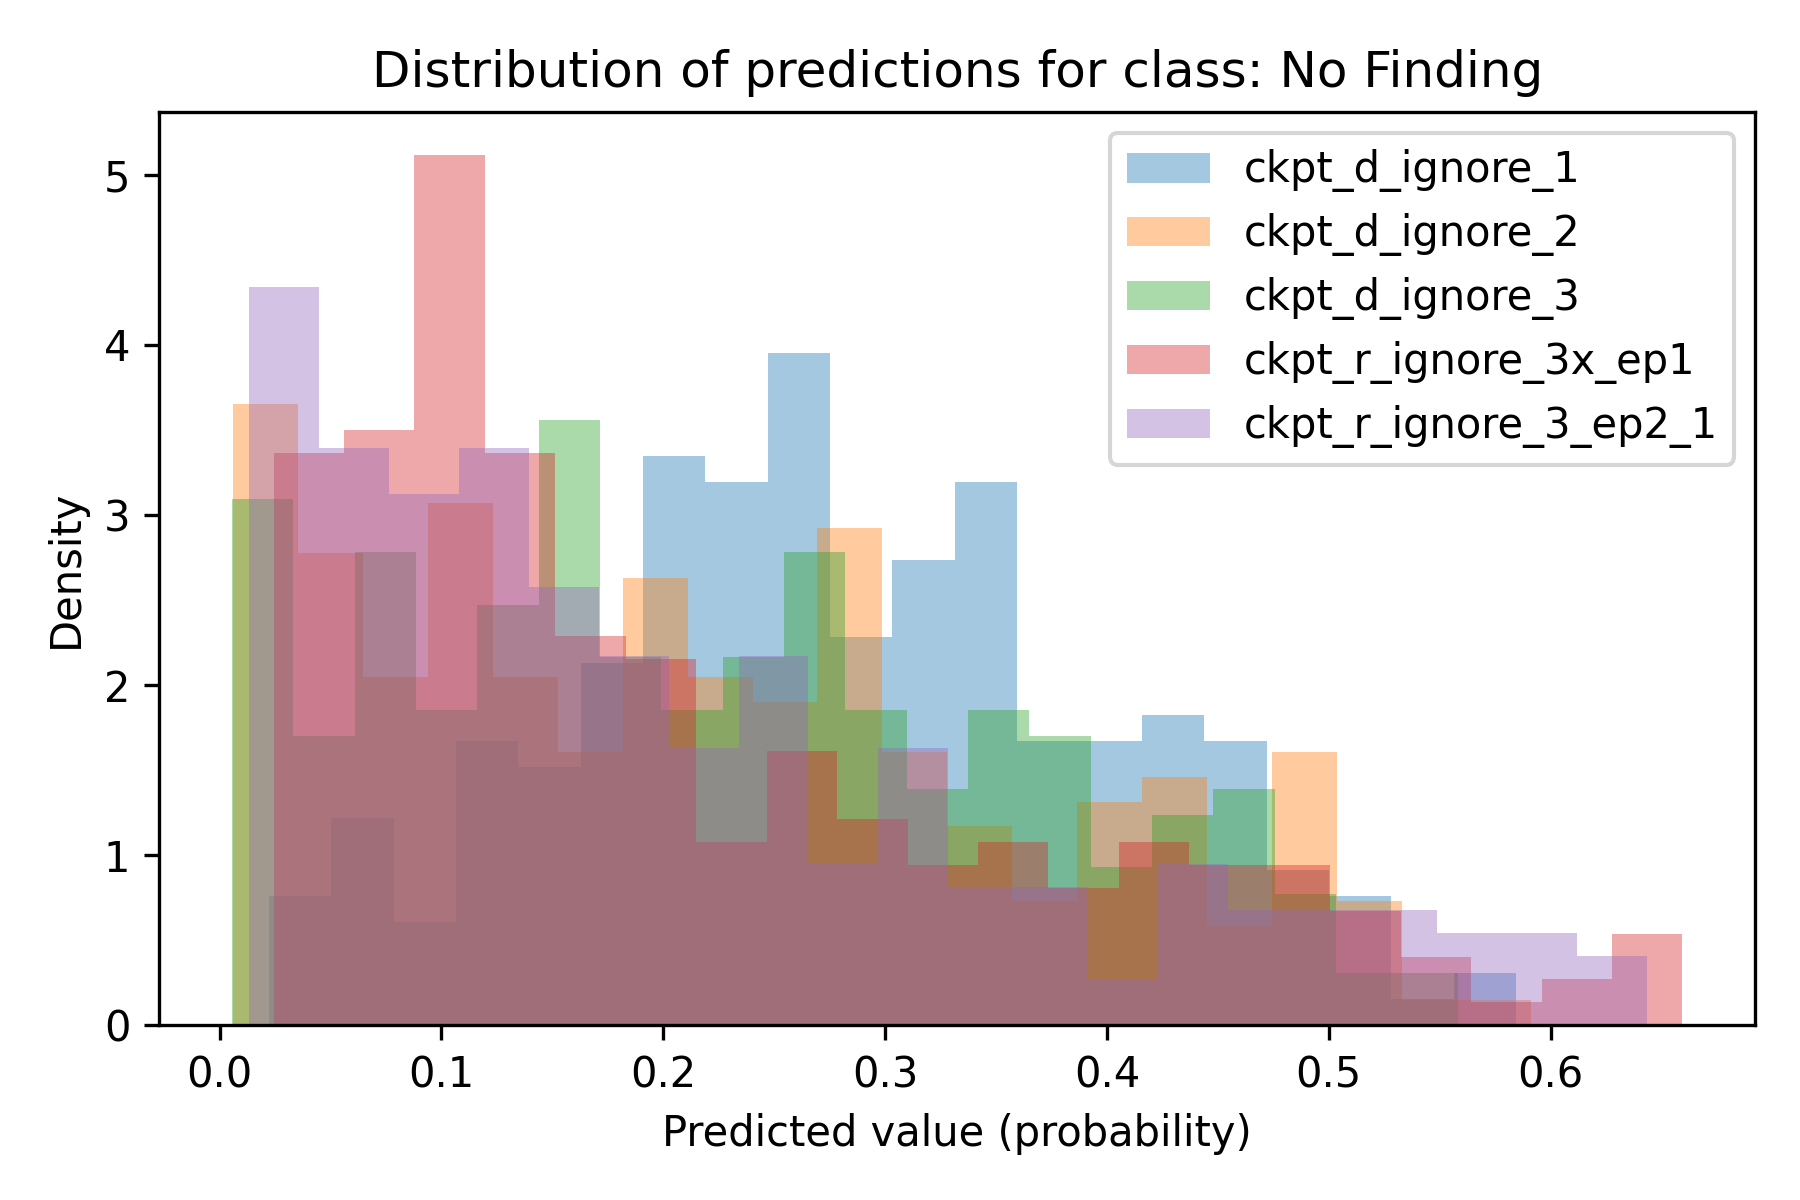 Distribution of predictions for class: No Finding
ckpt_d_ignore_1
ckpt_d_ignore_2
ckpt_d_ignore_3
ckpt_r_ignore_3x_ep1
ckpt_r_ignore_3_ep2_1
Density
5
4
3
2
1
0
0.0 0.1 0.2 0.3 0.4 0.5 0.6
Predicted value (probability)